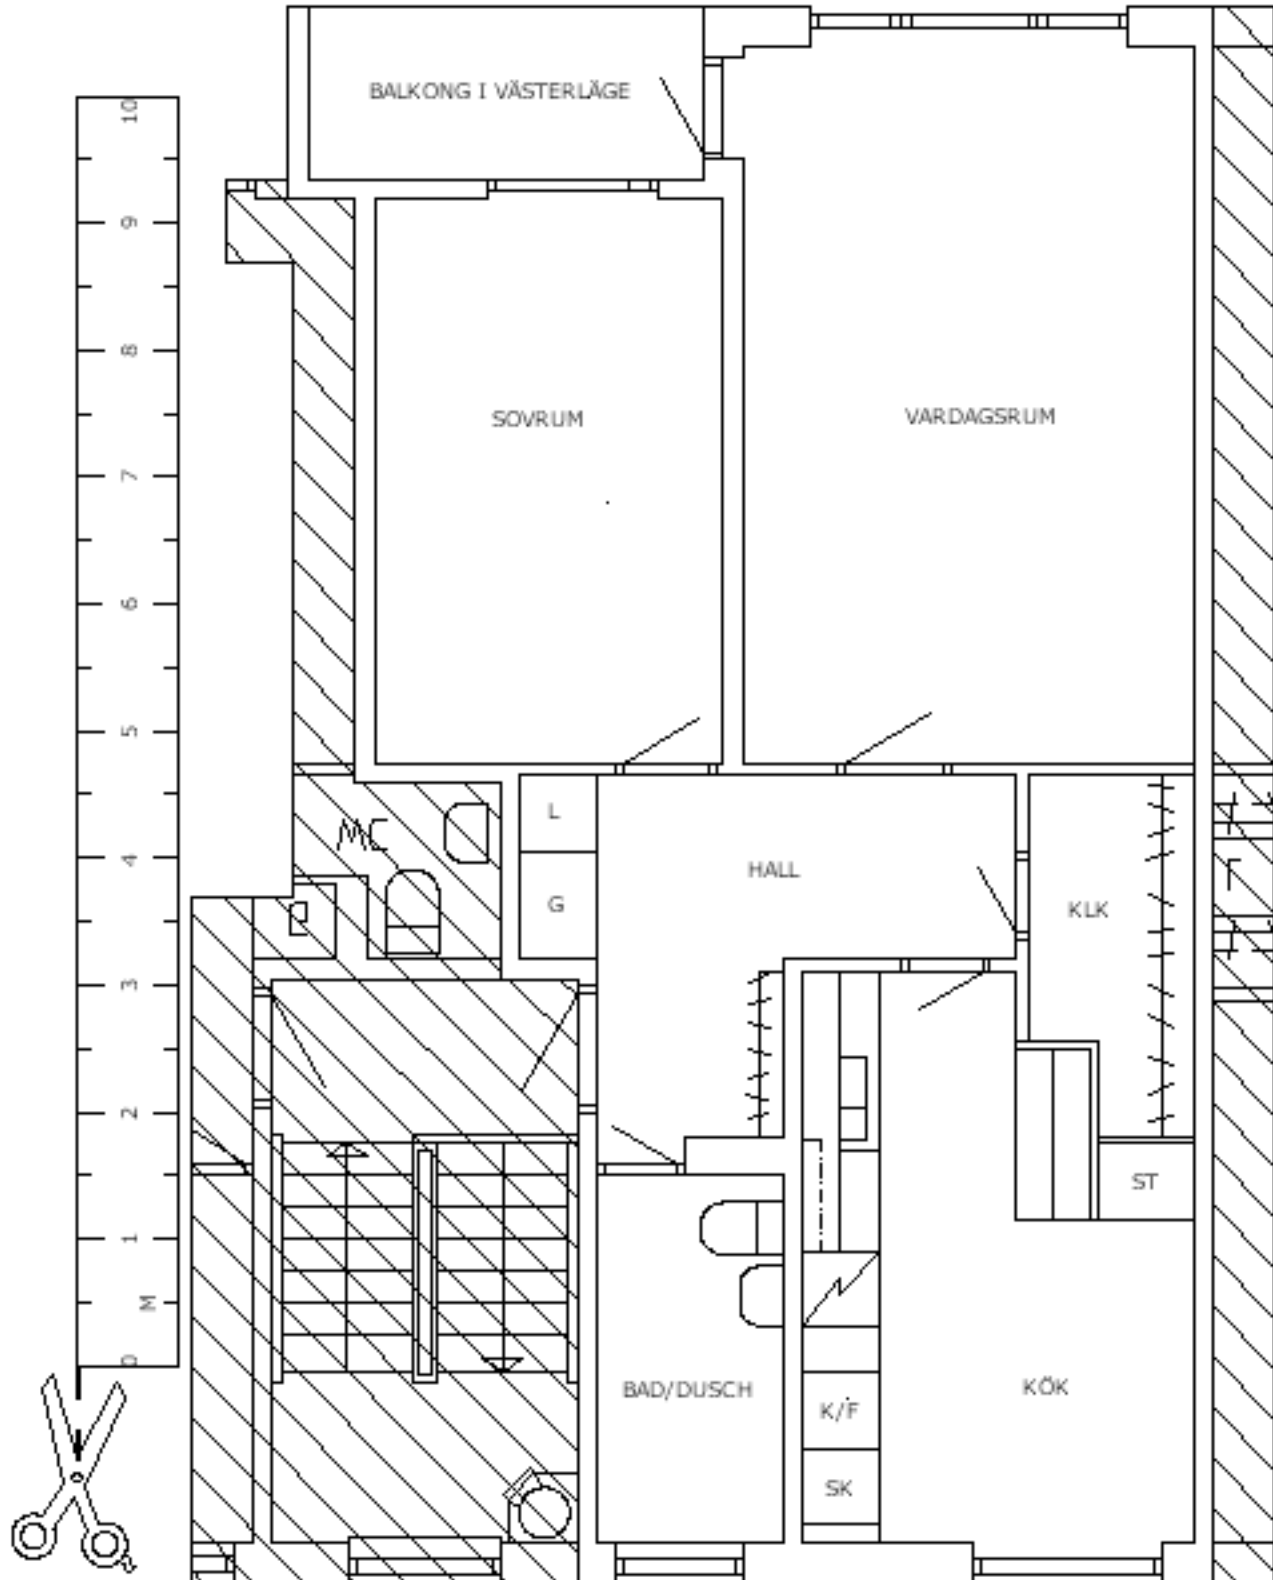 BALKONG I VÄSTERLÄGE
10
9
8
7
6
5
4
3
2
1
M
0
SOVRUM
VARDAGSRUM
WC
L
G
HALL
KLK
ST
BAD/DUSCH
KÖK
K/F
SK